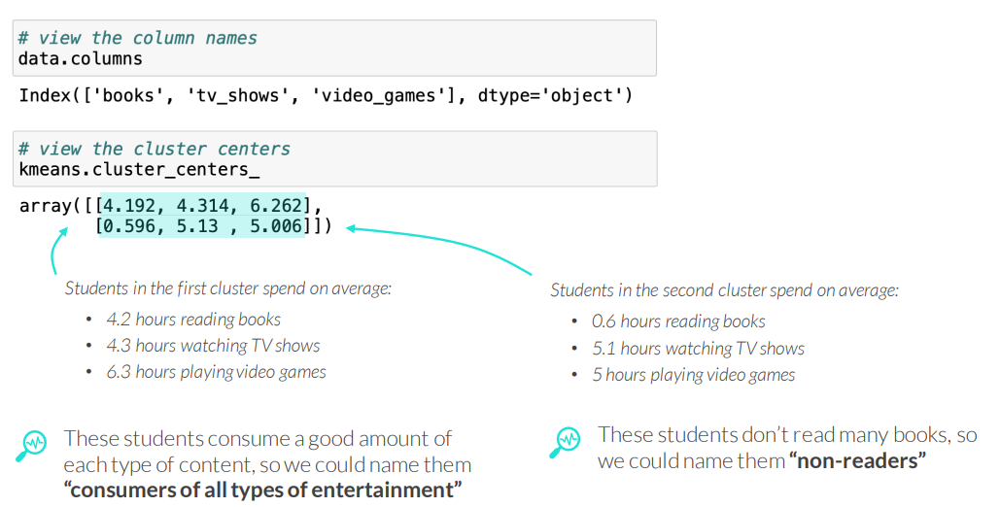 # view the column names
data.columns
Index(['books', 'tv_shows', 'video_games'], dtype='object')
# view the cluster centers
kmeans.cluster_centers_
array([[4.192, 4.314, 6.262],
[0.596, 5.13 , 5.006]])
Students in the first cluster spend on average:
• 4.2 hours reading books
• 4.3 hours watching TV shows
• 6.3 hours playing video games
These students consume a good amount of
each type of content, so we could name them
“consumers of all types of entertainment”
Students in the second cluster spend on average:
• 0.6 hours reading books
• 5.1 hours watching TV shows
• 5 hours playing video games
These students don’t read many books, so
we could name them “non-readers”